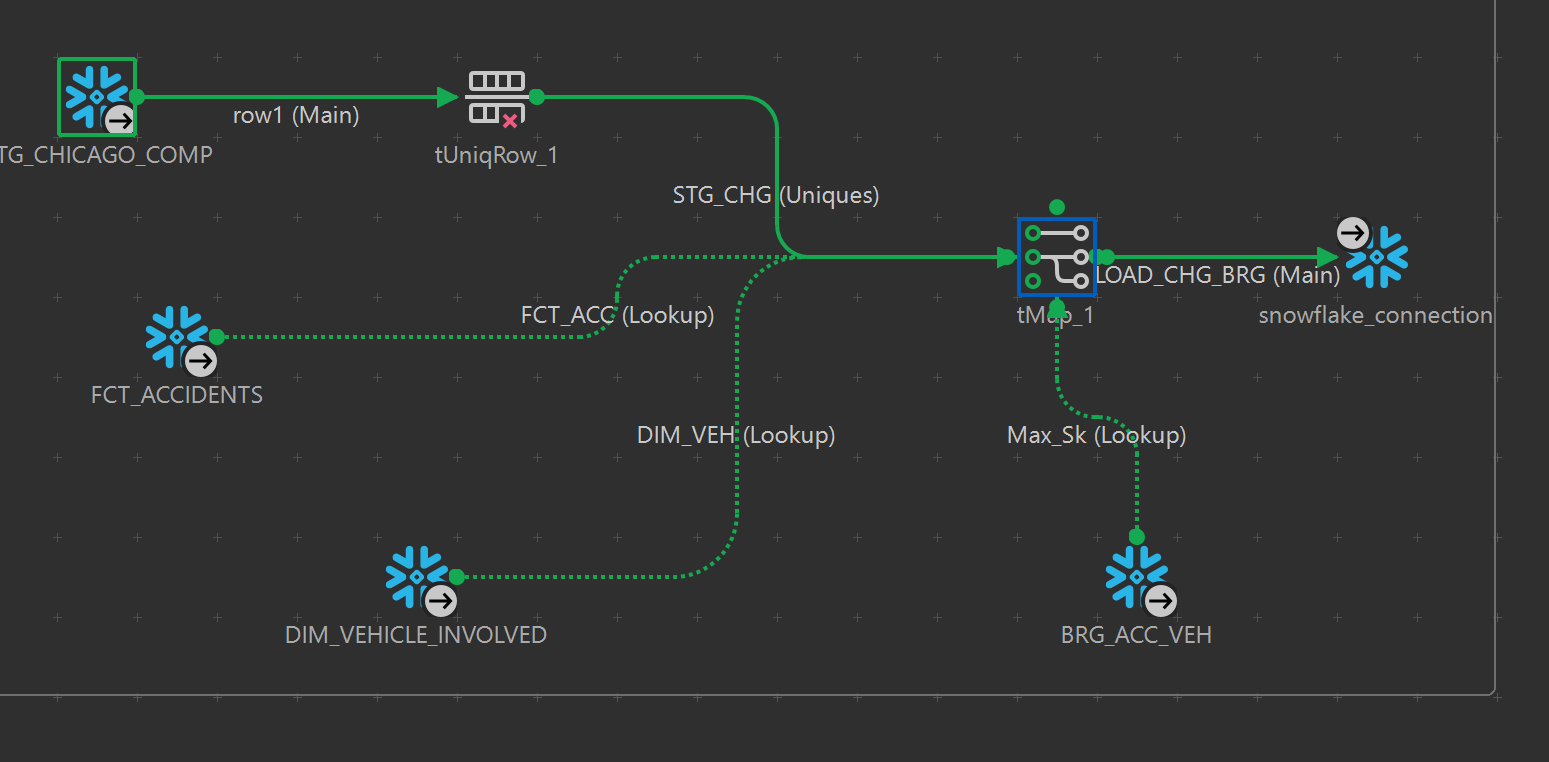 row1 (Main)
TG_CHICAGO_COMP
tUniqRow_1
STG_CHG (Uniques)
LOAD_CHG_BRG (Main)
FCT_ACC (Lookup)
tMap_1
snowflake_connection
FCT_ACCIDENTS
DIM_VEH (Lookup)
Max_Sk (Lookup)
DIM_VEHICLE_INVOLVED
BRG_ACC_VEH